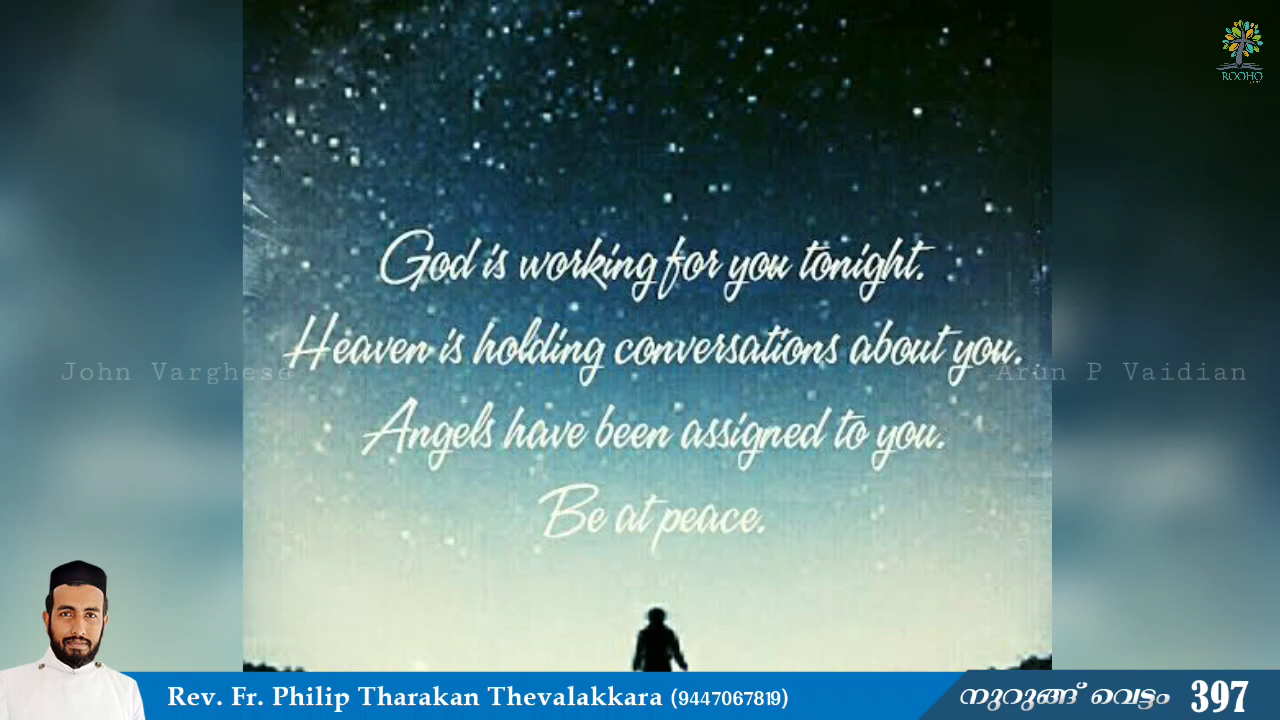 ROOHO
God is working for you tonight.
Heaven is holding conversations about you.
John Varghese
Arun P Vaidian
Angels have been assigned to you.
Be at peace.
Rev. Fr. Philip Tharakan Thevalakkara (9447067819)
നുറുങ്ങ് വെട്ടം 397